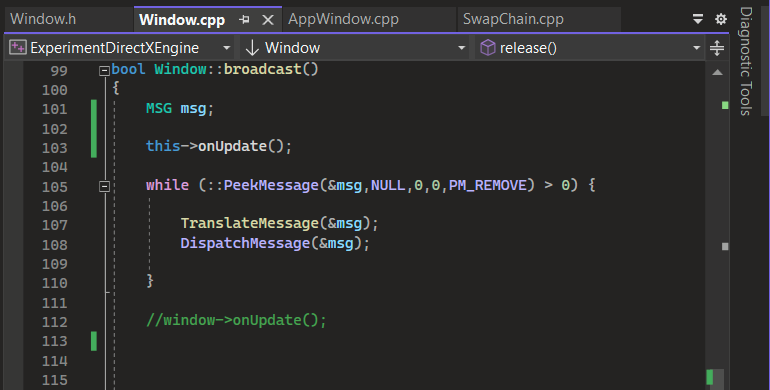 Window.h Window.cpp AppWindow.cpp SwapChain.cpp
ExperimentDirectXEngine Window release()
99 bool Window::broadcast()
100 {
101 MSG msg;
102
103 this->onUpdate();
104
105 while (::PeekMessage(&msg,NULL,0,0,PM_REMOVE) > 0) {
106
107 TranslateMessage(&msg);
108 DispatchMessage(&msg);
109
110 }
111
112 //window->onUpdate();
113
114
115
Diagnostic Tools